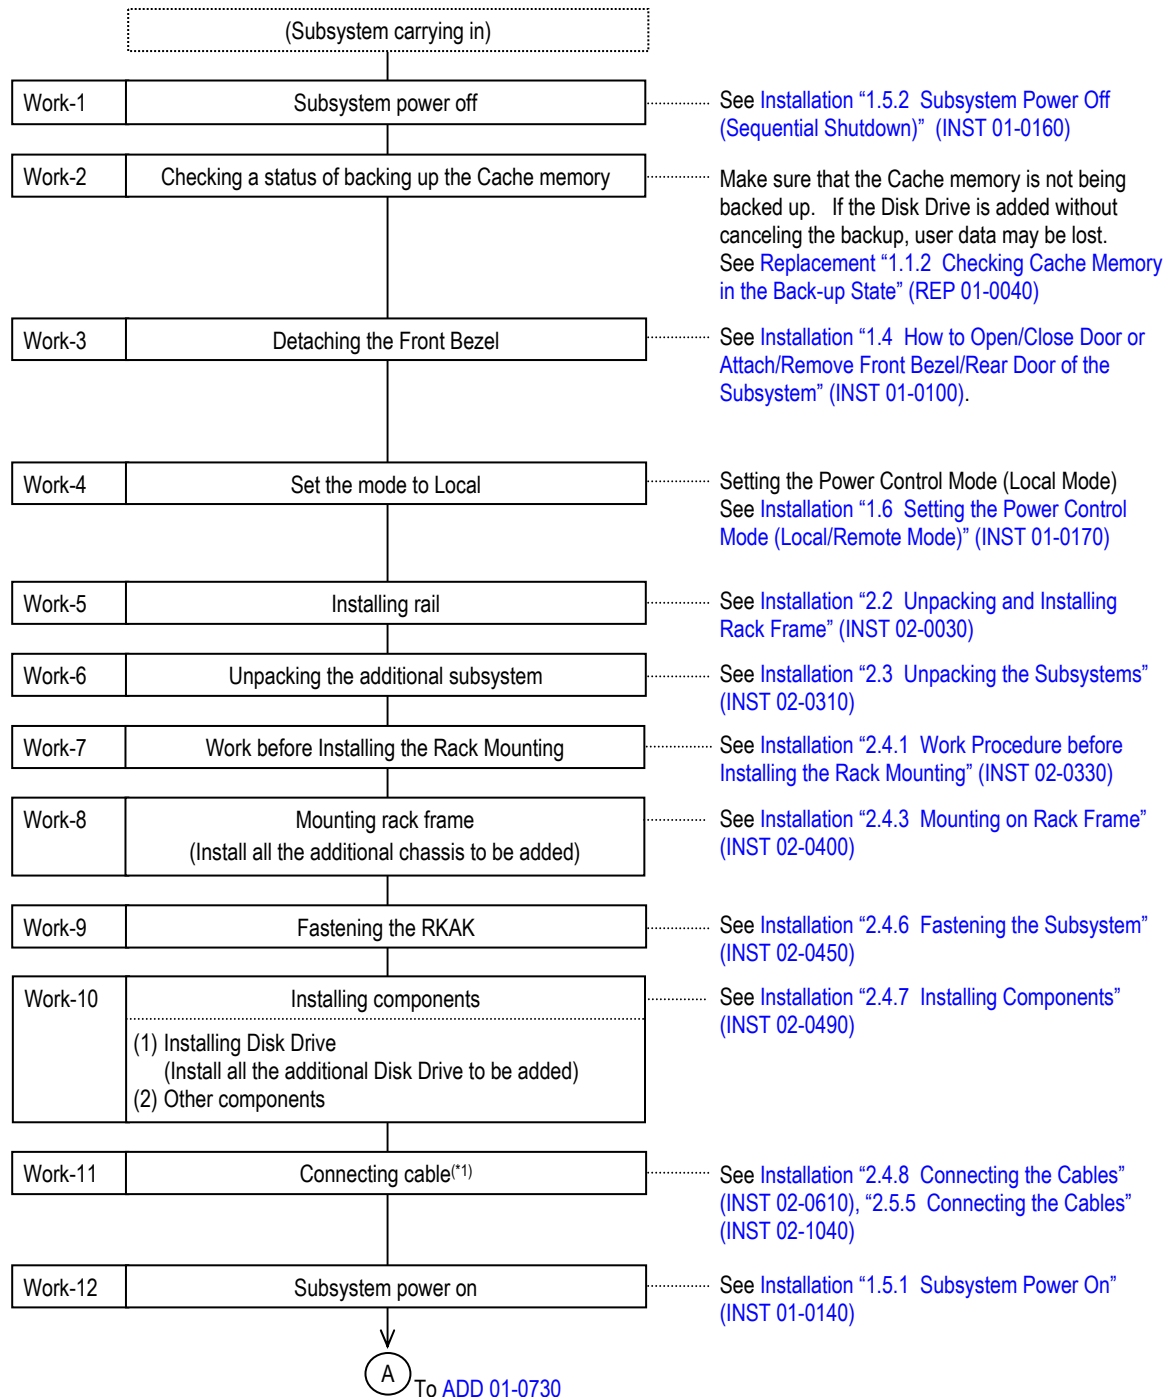 (Subsystem carrying in)
Work-1
Subsystem power off
See Installation “1.5.2 Subsystem Power Off
(Sequential Shutdown)” (INST 01-0160)
Work-2
Checking a status of backing up the Cache memory
Make sure that the Cache memory is not being
backed up. If the Disk Drive is added without
canceling the backup, user data may be lost.
See Replacement “1.1.2 Checking Cache Memory
in the Back-up State” (REP 01-0040)
Work-3
Detaching the Front Bezel
See Installation “1.4 How to Open/Close Door or
Attach/Remove Front Bezel/Rear Door of the
Subsystem” (INST 01-0100).
Work-4
Set the mode to Local
Setting the Power Control Mode (Local Mode)
See Installation “1.6 Setting the Power Control
Mode (Local/Remote Mode)” (INST 01-0170)
Work-5
Installing rail
See Installation “2.2 Unpacking and Installing
Rack Frame” (INST 02-0030)
Work-6
Unpacking the additional subsystem
See Installation “2.3 Unpacking the Subsystems”
(INST 02-0310)
Work-7
Work before Installing the Rack Mounting
See Installation “2.4.1 Work Procedure before
Installing the Rack Mounting” (INST 02-0330)
Work-8
Mounting rack frame
(Install all the additional chassis to be added)
See Installation “2.4.3 Mounting on Rack Frame”
(INST 02-0400)
Work-9
Fastening the RKAK
See Installation “2.4.6 Fastening the Subsystem”
(INST 02-0450)
Work-10
Installing components
(1) Installing Disk Drive
(Install all the additional Disk Drive to be added)
(2) Other components
See Installation “2.4.7 Installing Components”
(INST 02-0490)
Work-11
Connecting cable(*1)
See Installation “2.4.8 Connecting the Cables”
(INST 02-0610), “2.5.5 Connecting the Cables”
(INST 02-1040)
Work-12
Subsystem power on
See Installation “1.5.1 Subsystem Power On”
(INST 01-0140)
A
To ADD 01-0730